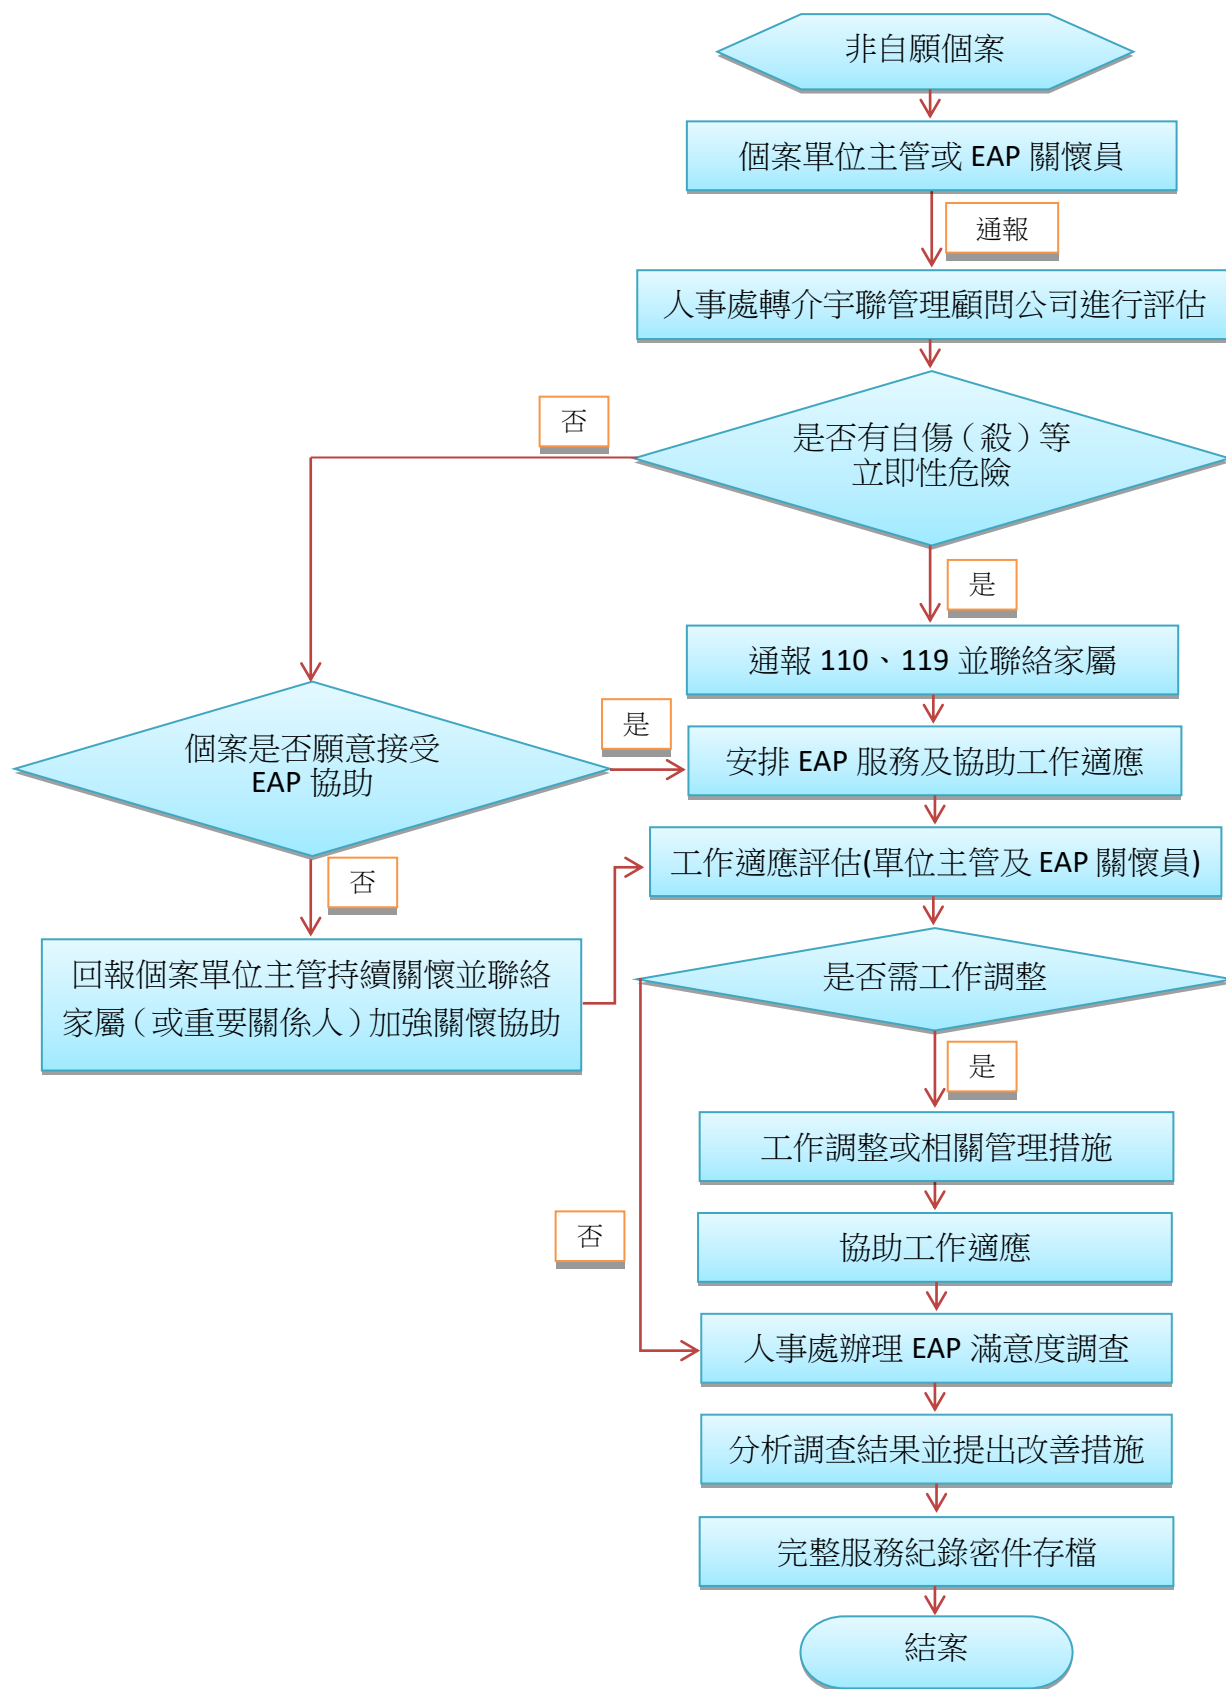 非自願個案
個案單位主管或 EAP 關懷員
通報
人事處轉介宇聯管理顧問公司進行評估
否
是否有自傷（殺）等
立即性危險
是
通報 110、119 並聯絡家屬
個案是否願意接受
EAP 協助
是
安排 EAP 服務及協助工作適應
否
工作適應評估(單位主管及 EAP 關懷員)
回報個案單位主管持續關懷並聯絡
家屬（或重要關係人）加強關懷協助
是否需工作調整
是
工作調整或相關管理措施
否
協助工作適應
人事處辦理 EAP 滿意度調查
分析調查結果並提出改善措施
完整服務紀錄密件存檔
結案